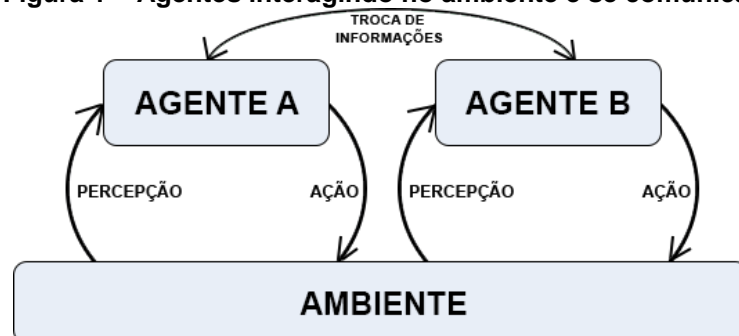 Figura 1 – Agentes interagindo no ambiente e se
TROCA DE
INFORMAÇÕES
AGENTE A
AGENTE B
PERCEPÇÃO
AÇÃO
PERCEPÇÃO
AÇÃO
AMBIENTE